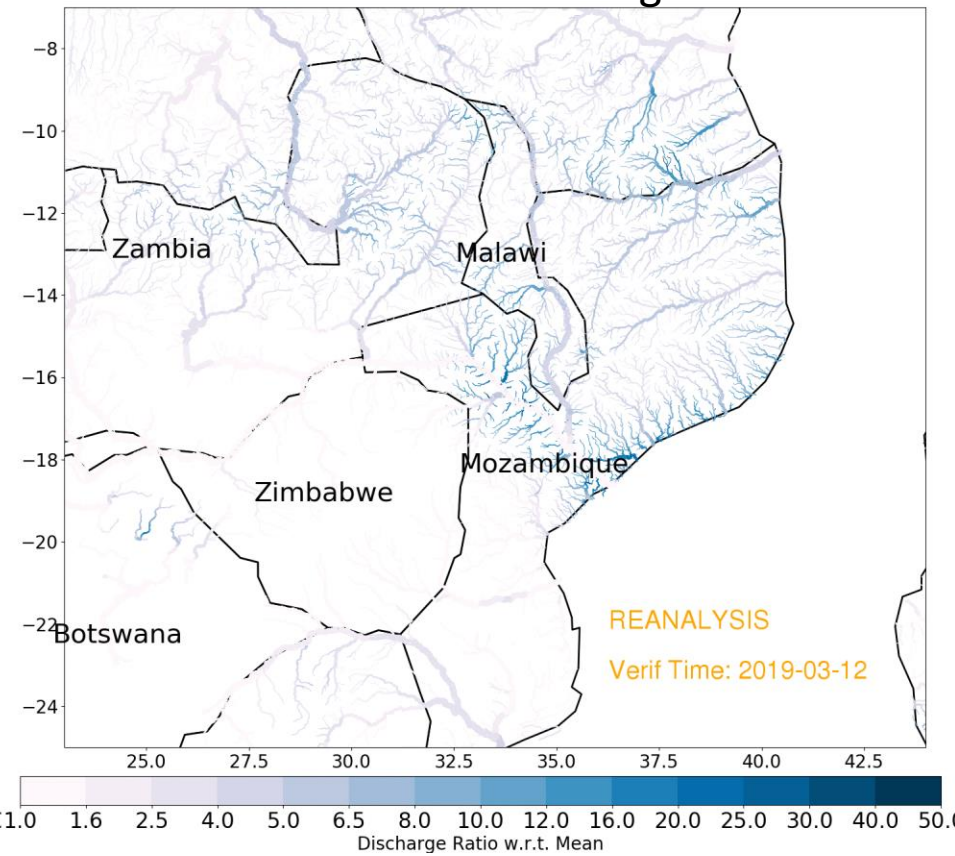 −8
−10
−12
Zambia
Malawi
−14
−16
−18
Mozambique
Zimbabwe
−20
−22
Botswana
REANALYSIS
Verif Time: 2019-03-12
−24
25.0 27.5 30.0 32.5 35.0 37.5 40.0 42.5
1.0 1.6 2.5 4.0 5.0 6.5 8.0 10.0 12.0 16.0 20.0 25.0 30.0 40.0 50.0
Discharge Ratio w.r.t. Mean